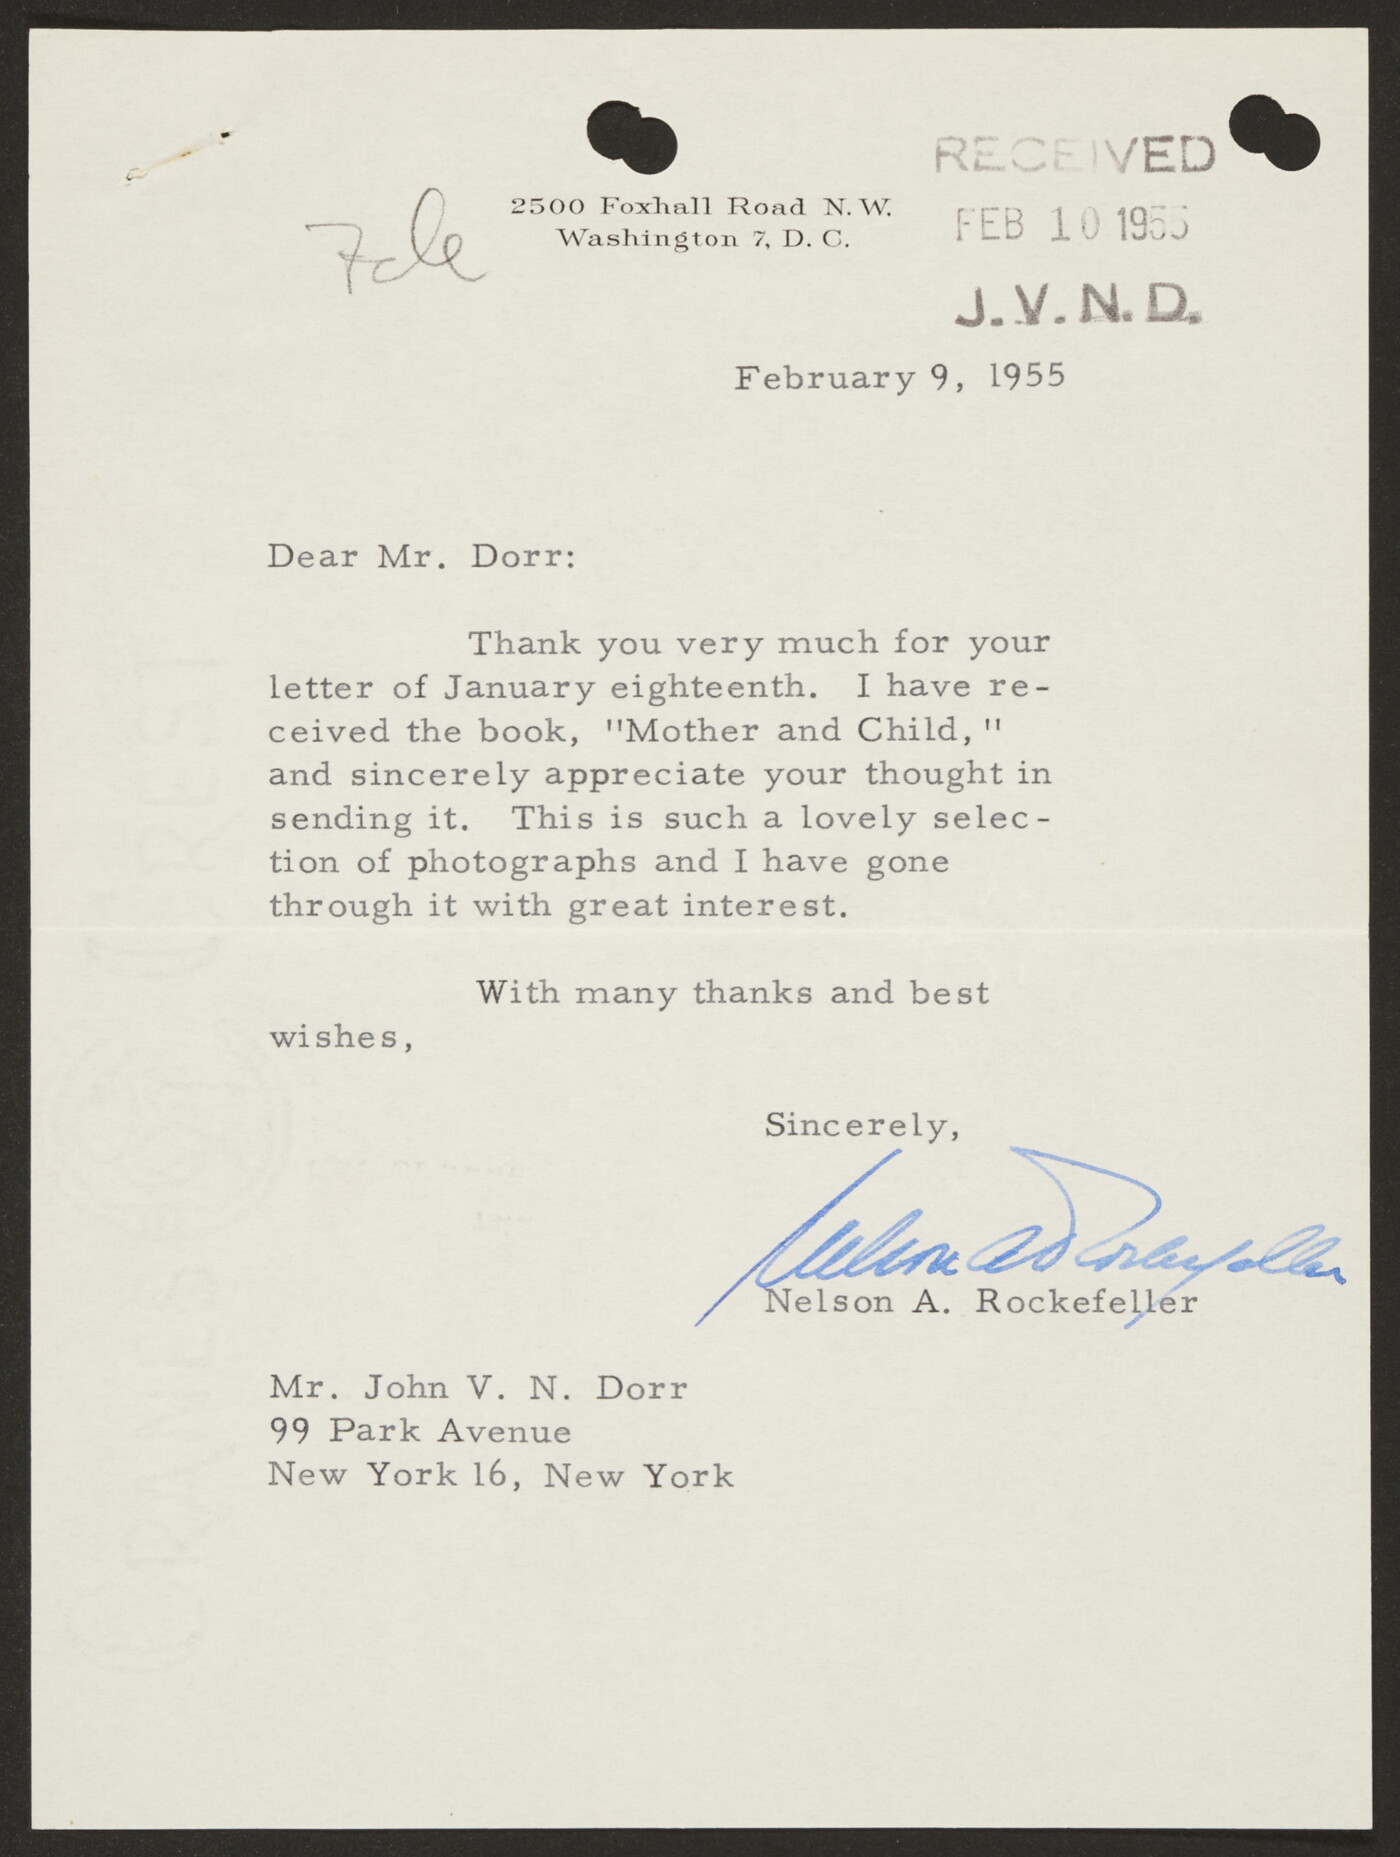 RECEIVED
FEB 10 1955
J.V.N.D.
2500 Foxhall Road N.W.
Washington 7, D. C.
File
February 9, 1955
Dear Mr. Dorr:
Thank you very much for your
letter of January eighteenth. I have re-
ceived the book, "Mother and Child,"
and sincerely appreciate your thought in
sending it. This is such a lovely selec-
tion of photographs and I have gone
through it with great interest.
With many thanks and best
wishes,
Sincerely,
Nelson A Rockefeller
Nelson A. Rockefeller
Mr. John V. N. Dorr
99 Park Avenue
New York 16, New York